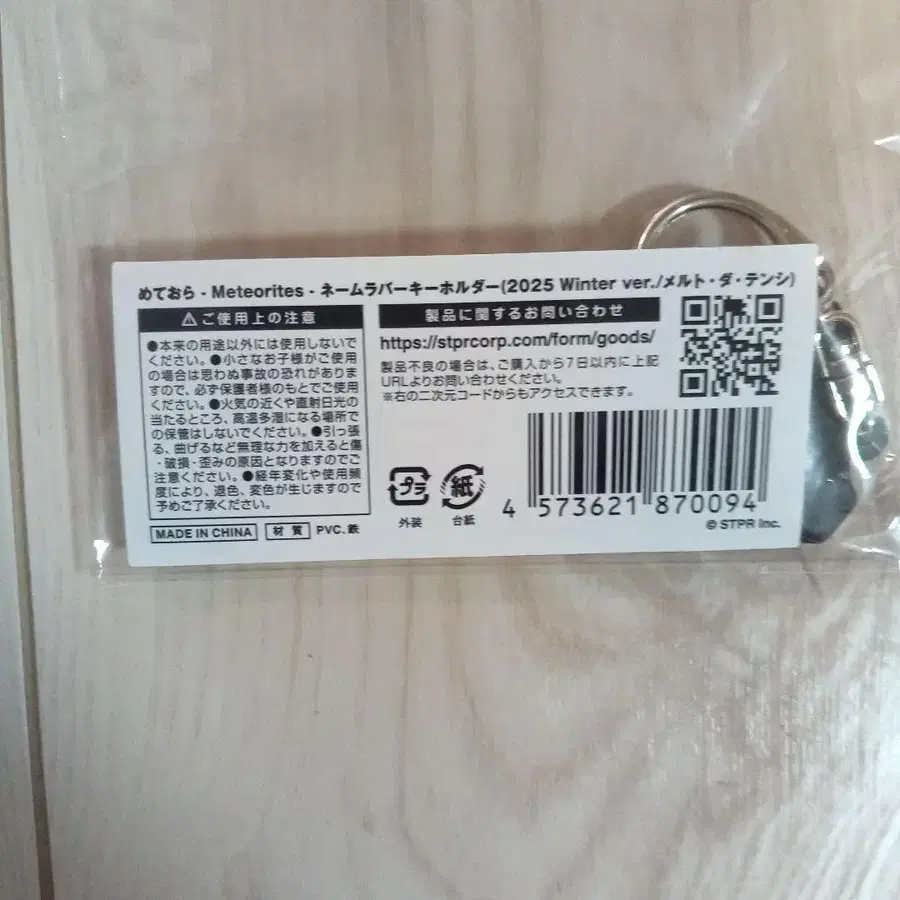 めておら - Meteorites - ネームラバーキーホルダー(2025 Winter ver./メルト・ダ・テンシ)
⚠ご使用上の注意
●本来の用途以外には使用しないで
ください。●小さなお子様がご使用
の場合は思わぬ事故の恐れがありま
すので、必ず保護者様のもとでご使用
ください。●火気の近くや直射日光の
当たるところ、高温多湿になる場所で
の保管はしないでください。●引っ張
る、曲げるなど無理な力を加えると傷
・破損・歪みの原因となりますのでご
注意ください。●経年変化や使用頻
度により、退色、変色が生じますので
予めご了承ください。
MADE IN CHINA 材質 PVC、鉄
製品に関するお問い合わせ
https://stprcorp.com/form/goods/
製品不良の場合は、ご購入から7日以内に上記
URLよりお問い合わせください。
※右の二次元コードからもアクセスできます。
プラ
外装
紙
台紙
4 573621 870094
© STPR Inc.